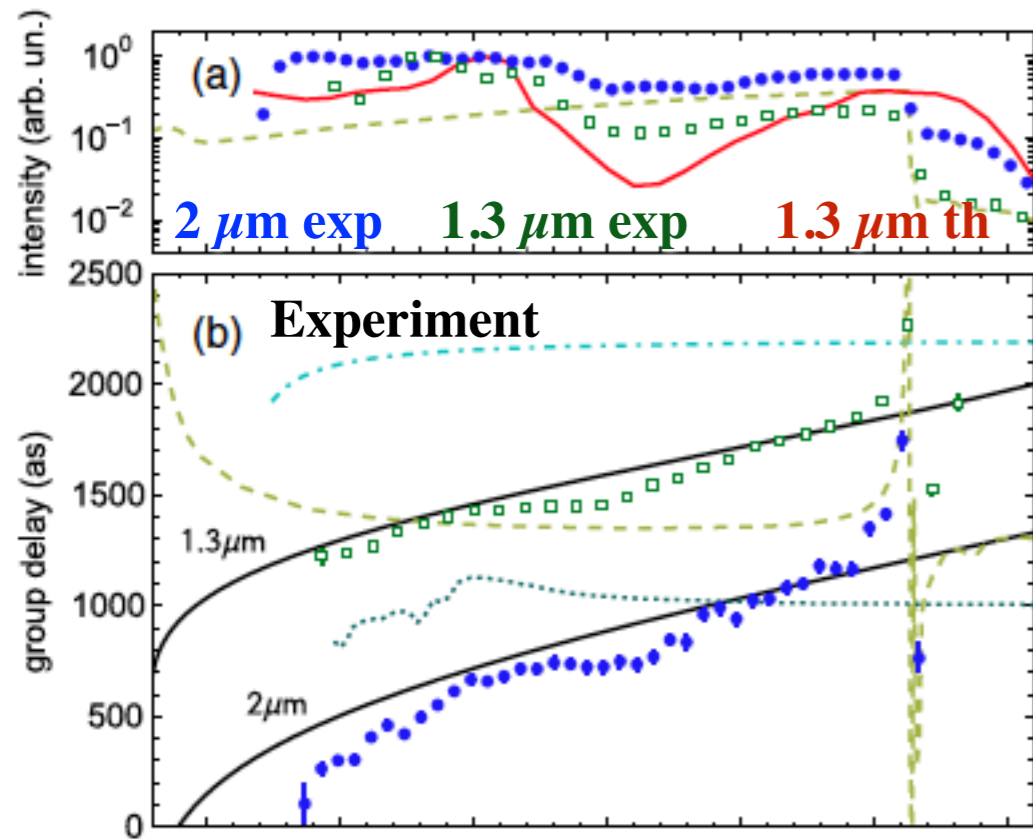 intensity (arb. un.)
10⁰
10⁻¹
10⁻²
(a)
2 μm exp 1.3 μm exp 1.3 μm th
group delay (as)
2500
2000
1500
1000
500
0
(b) Experiment
1.3μm
2μm